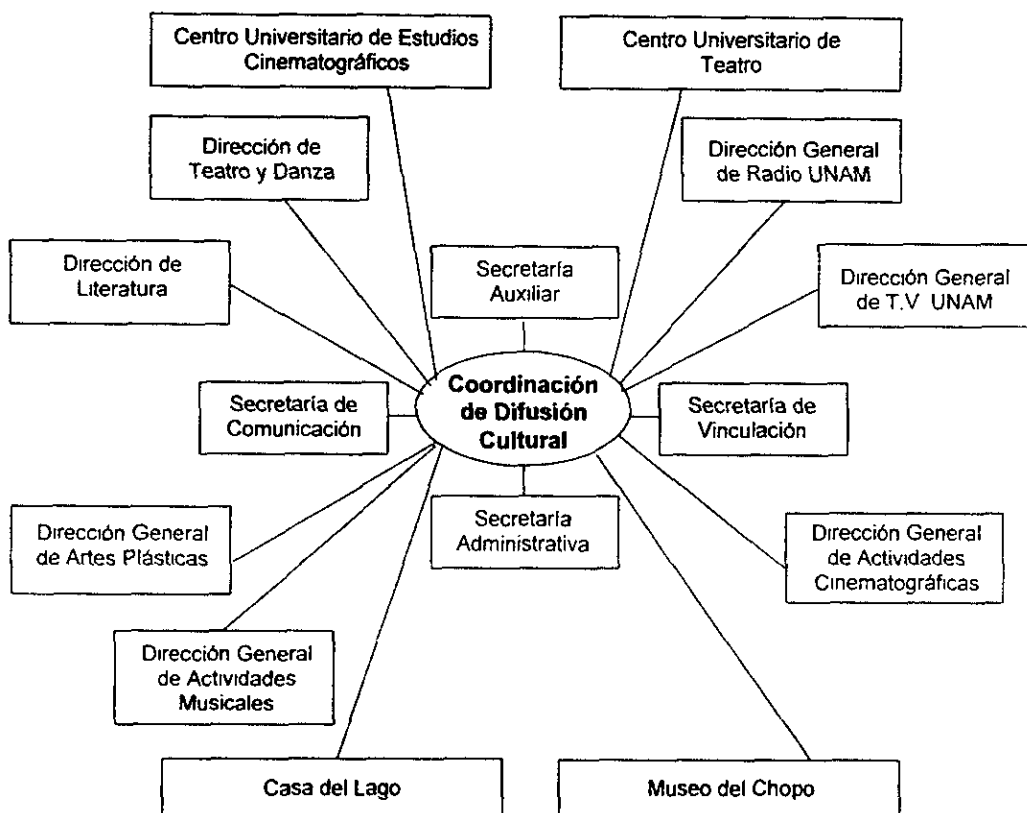 Centro Universitario de Estudios
Cinematográficos
Centro Universitario de
Teatro
Dirección de
Teatro y Danza
Dirección General
de Radio UNAM
Dirección de
Literatura
Secretaría
Auxiliar
Dirección General
de T.V UNAM
Secretaría de
Comunicación
Coordinación
de Difusión
Cultural
Secretaría de
Vinculación
Dirección General
de Artes Plásticas
Secretaría
Administrativa
Dirección General
de Actividades
Cinematográficas
Dirección General
de Actividades
Musicales
Casa del Lago
Museo del Chopo